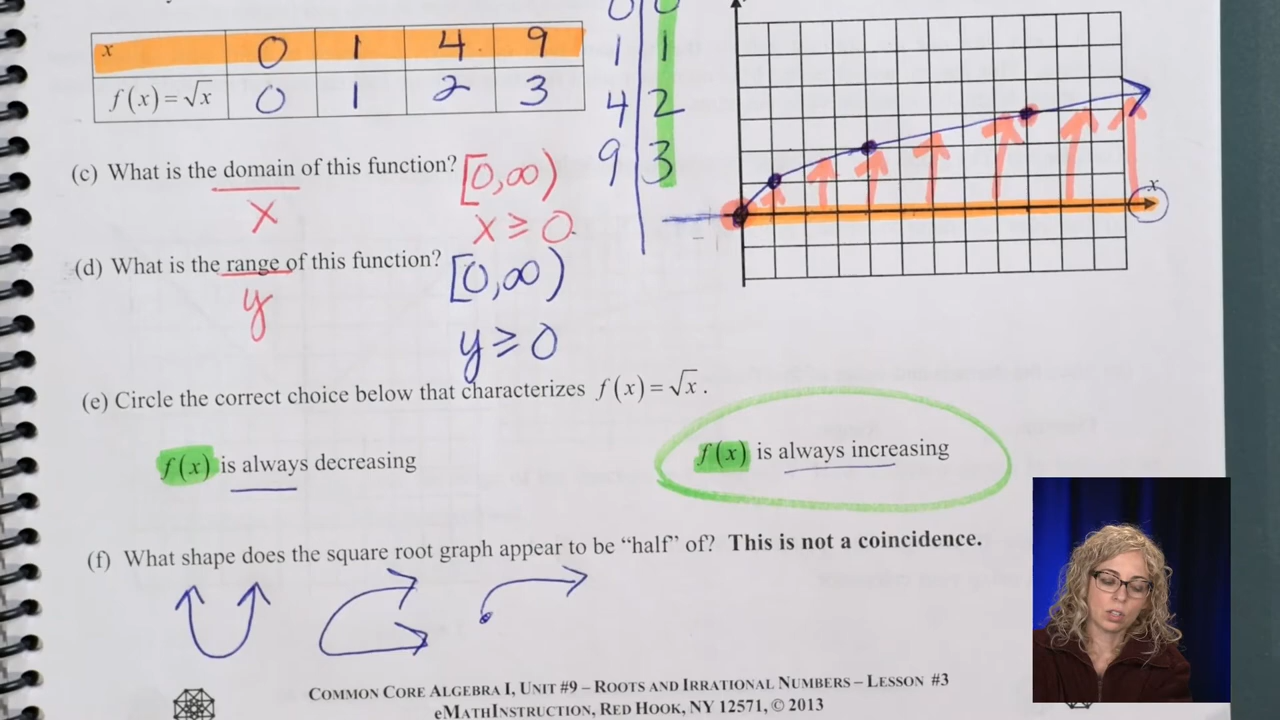 x 0 1 4 9
f(x)=√x 0 1 2 3
0 0
1 1
4 2
9 3
x
(c) What is the domain of this function? [0,∞)
x x ≥ 0
(d) What is the range of this function? [0,∞)
y y ≥ 0
(e) Circle the correct choice below that characterizes f(x)=√x.
f(x) is always decreasing
f(x) is always increasing
(f) What shape does the square root graph appear to be “half” of? This is not a coincidence.
COMMON CORE ALGEBRA I, UNIT #9 – ROOTS AND IRRATIONAL NUMBERS – LESSON #3
eMATHINSTRUCTION, RED HOOK, NY 12571, © 2013